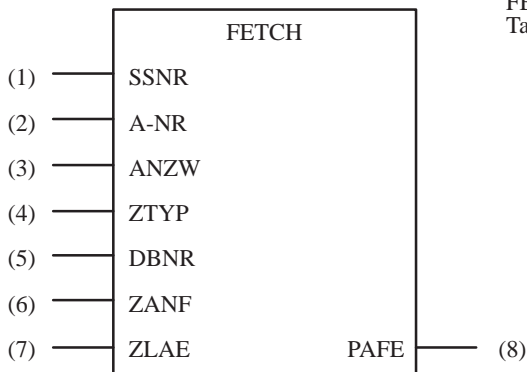 FETCH
(1) SSNR
(2) A-NR
(3) ANZW
(4) ZTYP
(5) DBNR
(6) ZANF
(7) ZLAE PAFE (8)